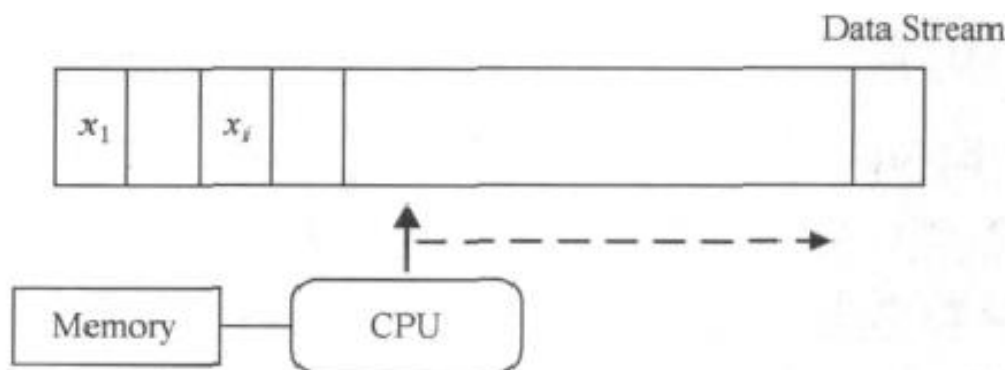 Data Stream
x₁ xᵢ
Memory CPU